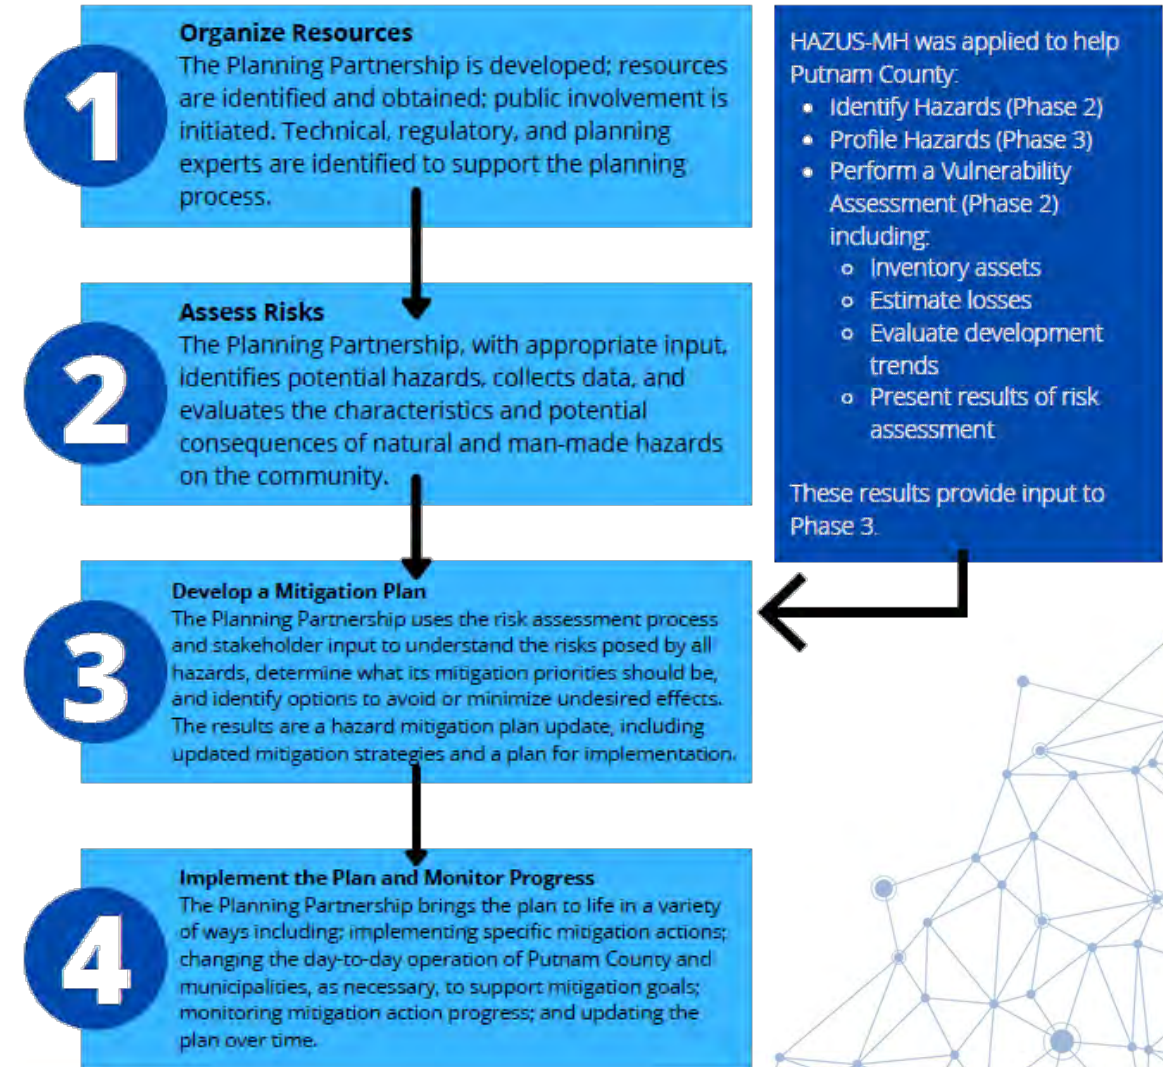 1
Organize Resources
The Planning Partnership is developed; resources
are identified and obtained; public involvement is
initiated. Technical, regulatory, and planning
experts are identified to support the planning
process.
2
Assess Risks
The Planning Partnership, with appropriate input,
identifies potential hazards, collects data, and
evaluates the characteristics and potential
consequences of natural and man-made hazards
on the community.
3
Develop a Mitigation Plan
The Planning Partnership uses the risk assessment process
and stakeholder input to understand the risks posed by all
hazards, determine what its mitigation priorities should be,
and identify options to avoid or minimize undesired effects.
The results are a hazard mitigation plan update, including
updated mitigation strategies and a plan for implementation.
4
Implement the Plan and Monitor Progress
The Planning Partnership brings the plan to life in a variety
of ways including; implementing specific mitigation actions;
changing the day-to-day operation of Putnam County and
municipalities, as necessary, to support mitigation goals;
monitoring mitigation action progress; and updating the
plan over time.
HAZUS-MH was applied to help
Putnam County:
• Identify Hazards (Phase 2)
• Profile Hazards (Phase 3)
• Perform a Vulnerability
Assessment (Phase 2)
including:
○ Inventory assets
○ Estimate losses
○ Evaluate development
trends
○ Present results of risk
assessment
These results provide input to
Phase 3.